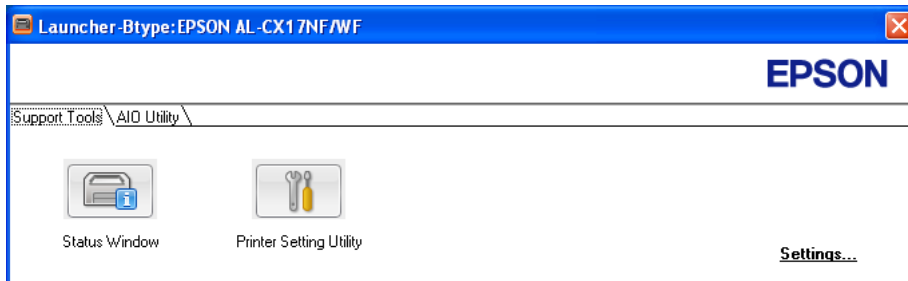 Launcher-Btype:EPSON AL-CX17NF/WF
EPSON
Support Tools AIO Utility
Status Window Printer Setting Utility
Settings...